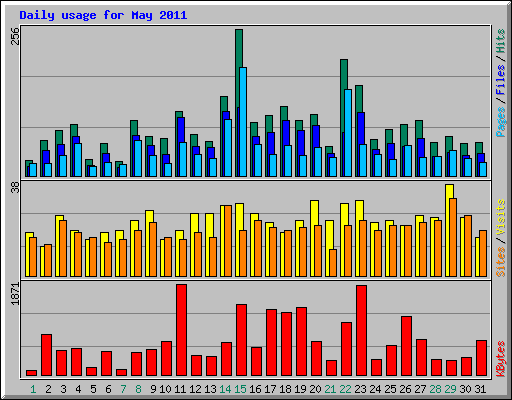 Daily usage for May 2011
256
Pages / Files / Hits
38
Sites / Visits
1871
KBytes
1 2 3 4 5 6 7 8 9 10 11 12 13 14 15 16 17 18 19 20 21 22 23 24 25 26 27 28 29 30 31